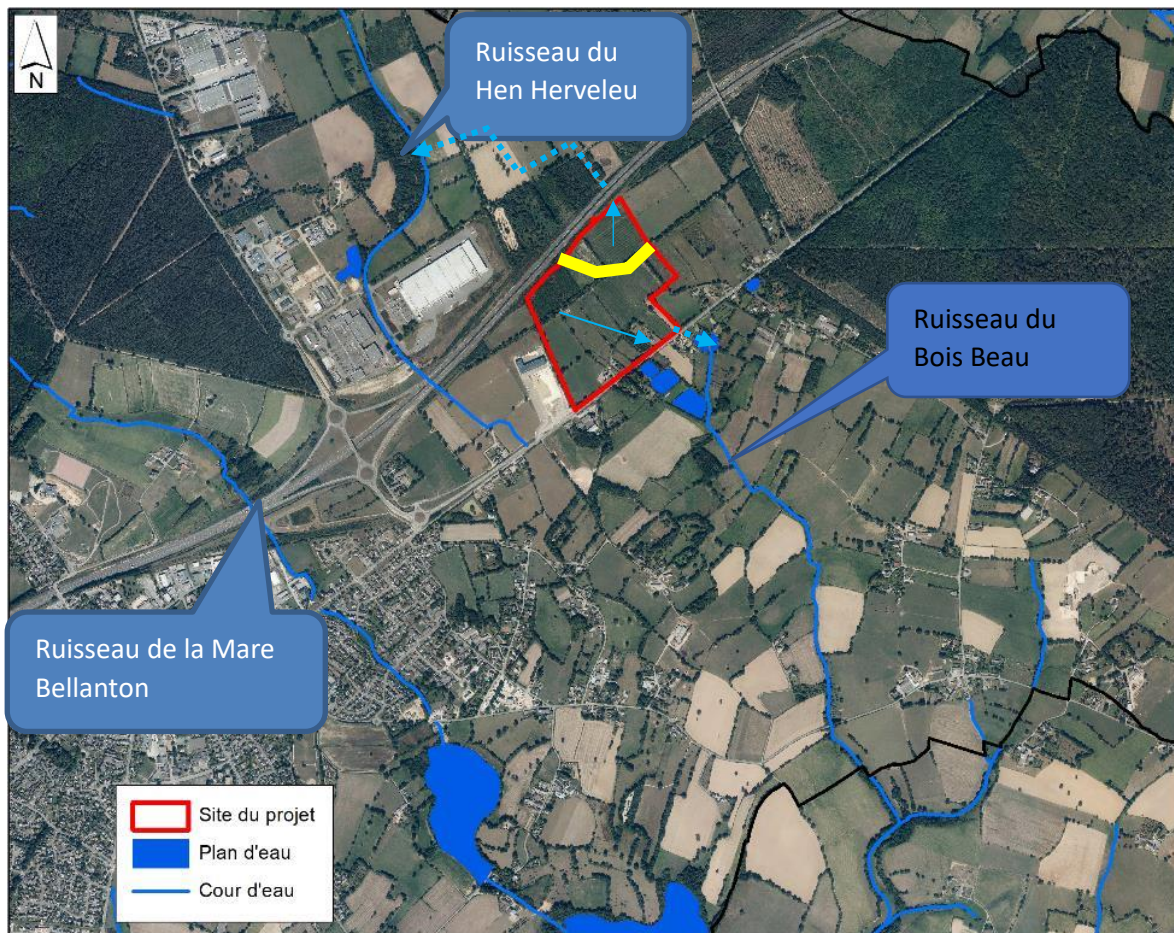 N
Ruisseau du
Hen Herveleu
Ruisseau du
Bois Beau
Ruisseau de la Mare
Bellanton
Site du projet
Plan d'eau
Cour d'eau